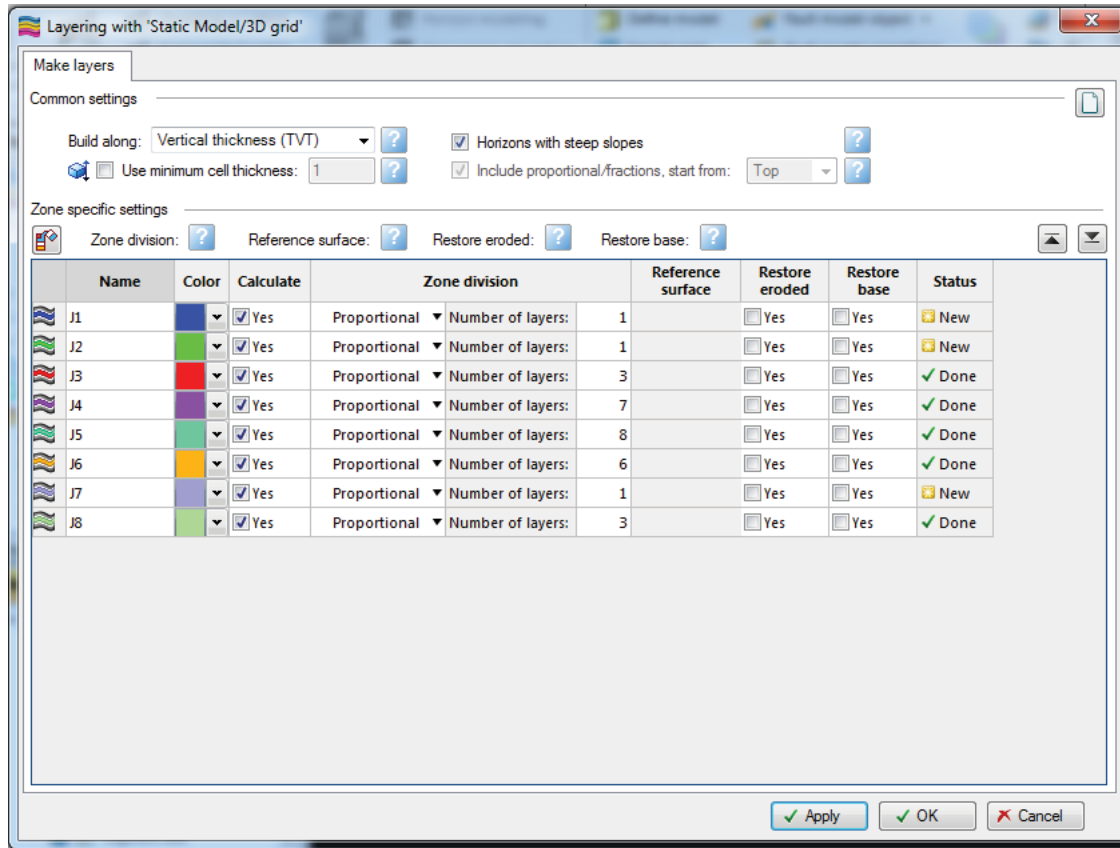 Layering with 'Static Model/3D grid'
Make layers
Common settings
Build along: Vertical thickness (TVT) ? Horizons with steep slopes ?
Use minimum cell thickness: 1 ? Include proportional/fractions, start from: Top ?
Zone specific settings
Zone division: ? Reference surface: ? Restore eroded: ? Restore base: ?
Name Color Calculate Zone division Reference surface Restore eroded Restore base Status
J1 Yes Proportional Number of layers: 1 Yes Yes New
J2 Yes Proportional Number of layers: 1 Yes Yes New
J3 Yes Proportional Number of layers: 3 Yes Yes Done
J4 Yes Proportional Number of layers: 7 Yes Yes Done
J5 Yes Proportional Number of layers: 8 Yes Yes Done
J6 Yes Proportional Number of layers: 6 Yes Yes Done
J7 Yes Proportional Number of layers: 1 Yes Yes New
J8 Yes Proportional Number of layers: 3 Yes Yes Done
Apply OK Cancel